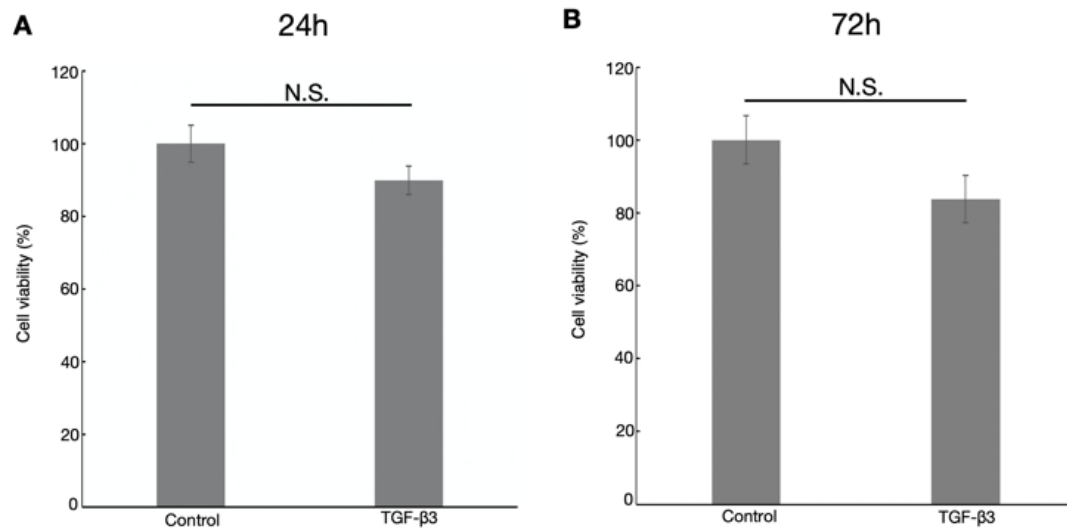 A
24h
120
100
80
60
40
20
0
Cell viability (%)
N.S.
Control
TGF-β3
B
72h
120
100
80
60
40
20
0
Cell viability (%)
N.S.
Control
TGF-β3